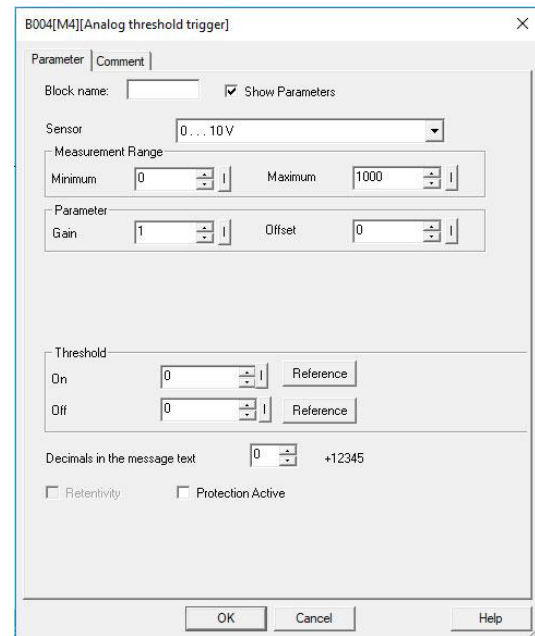 B004[M4][Analog threshold trigger]
Parameter Comment
Block name: Show Parameters
Sensor 0...10V
Measurement Range
Minimum 0 Maximum 1000
Parameter
Gain 1 Offset 0
Threshold
On 0 Reference
Off 0 Reference
Decimals in the message text 0 +12345
Retentivity Protection Active
OK Cancel Help